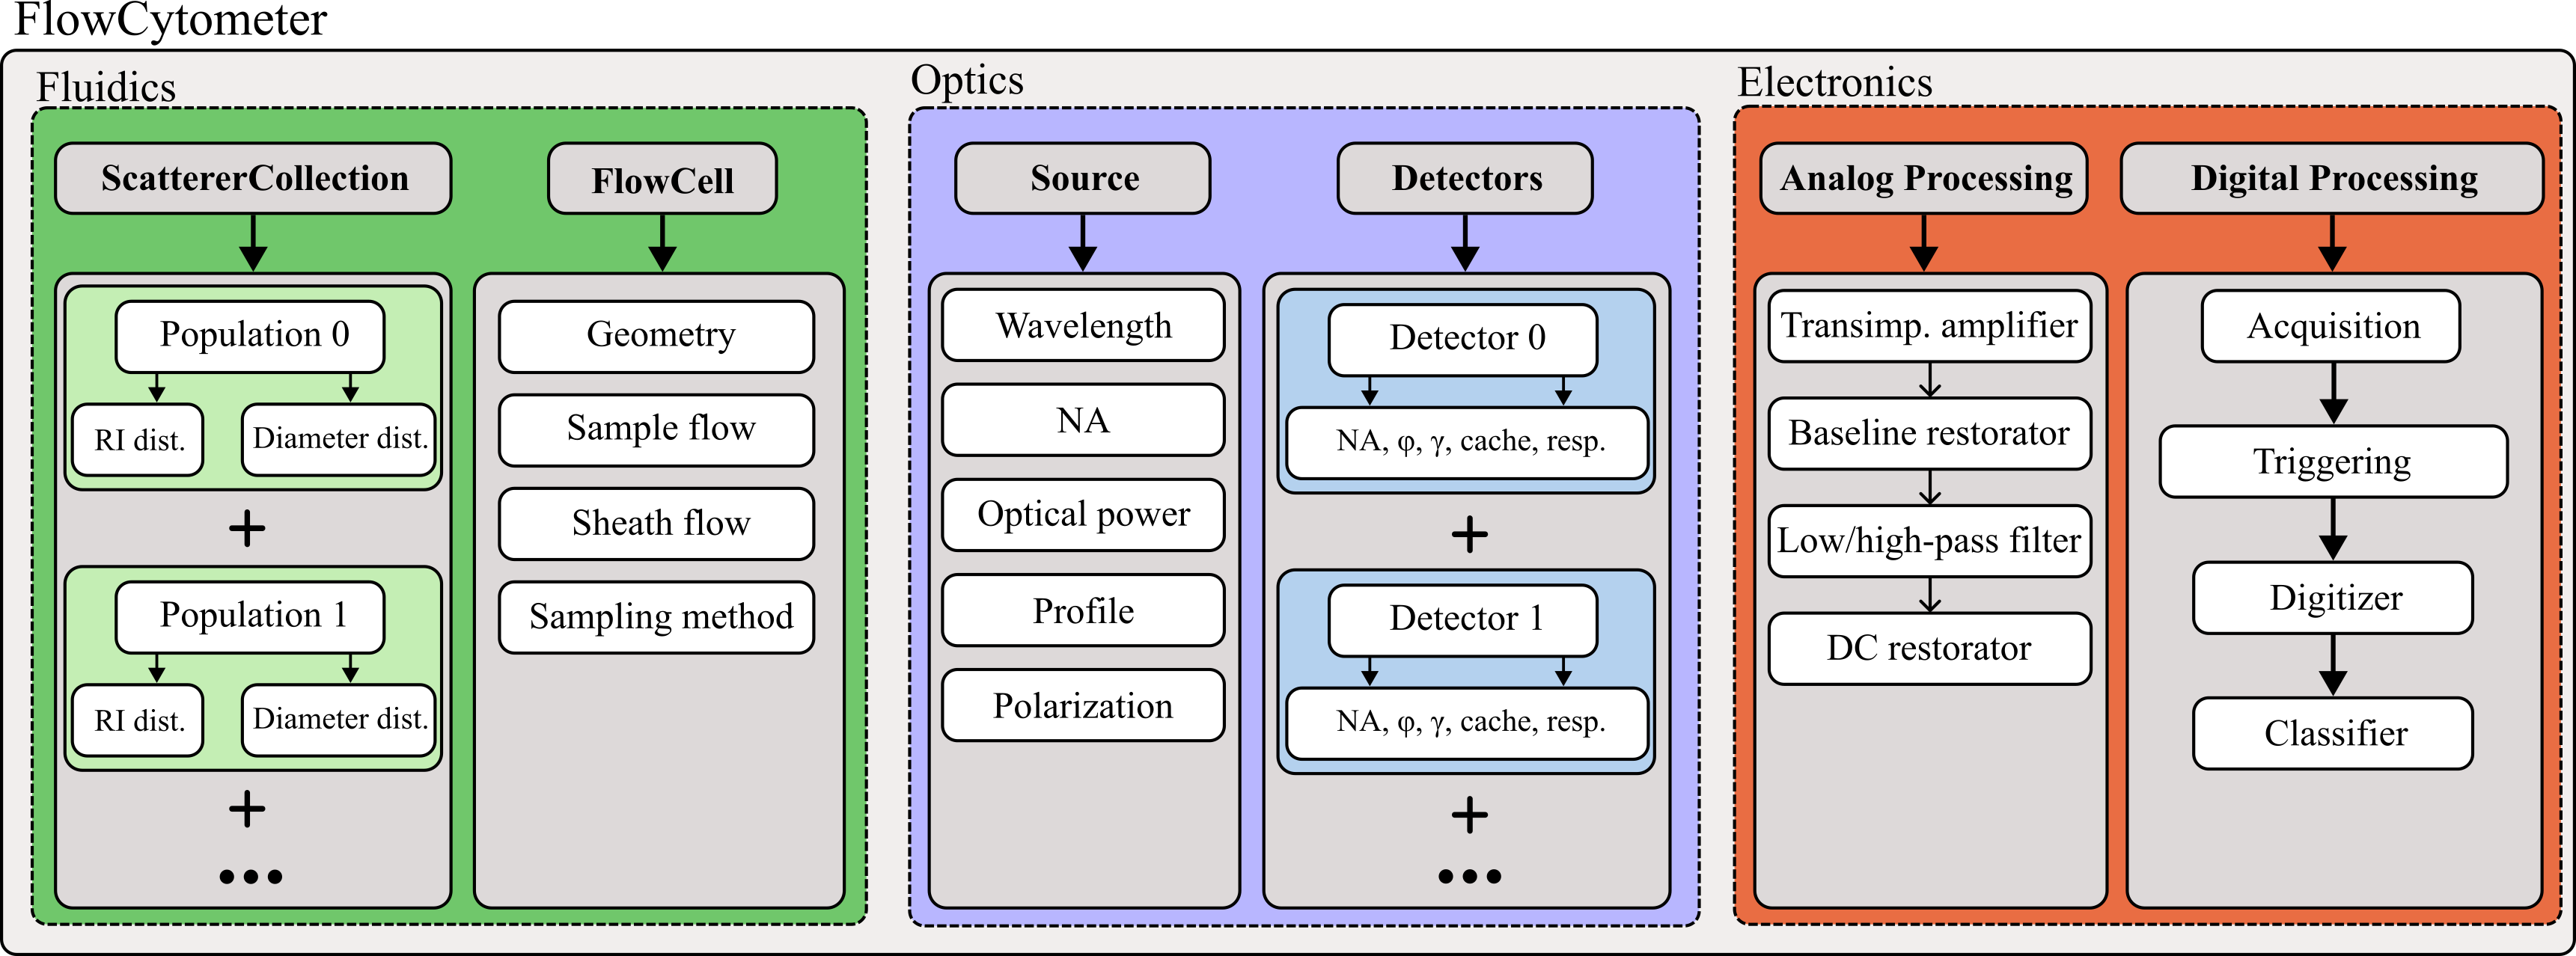 FlowCytometer
Fluidics
ScattererCollection
FlowCell
Population 0
RI dist.
Diameter dist.
+
Population 1
RI dist.
Diameter dist.
+
•••
Geometry
Sample flow
Sheath flow
Sampling method
Optics
Source
Detectors
Wavelength
NA
Optical power
Profile
Polarization
Detector 0
NA, φ, γ, cache, resp.
+
Detector 1
NA, φ, γ, cache, resp.
+
•••
Electronics
Analog Processing
Digital Processing
Transimp. amplifier
Baseline restorator
Low/high-pass filter
DC restorator
Acquisition
Triggering
Digitizer
Classifier